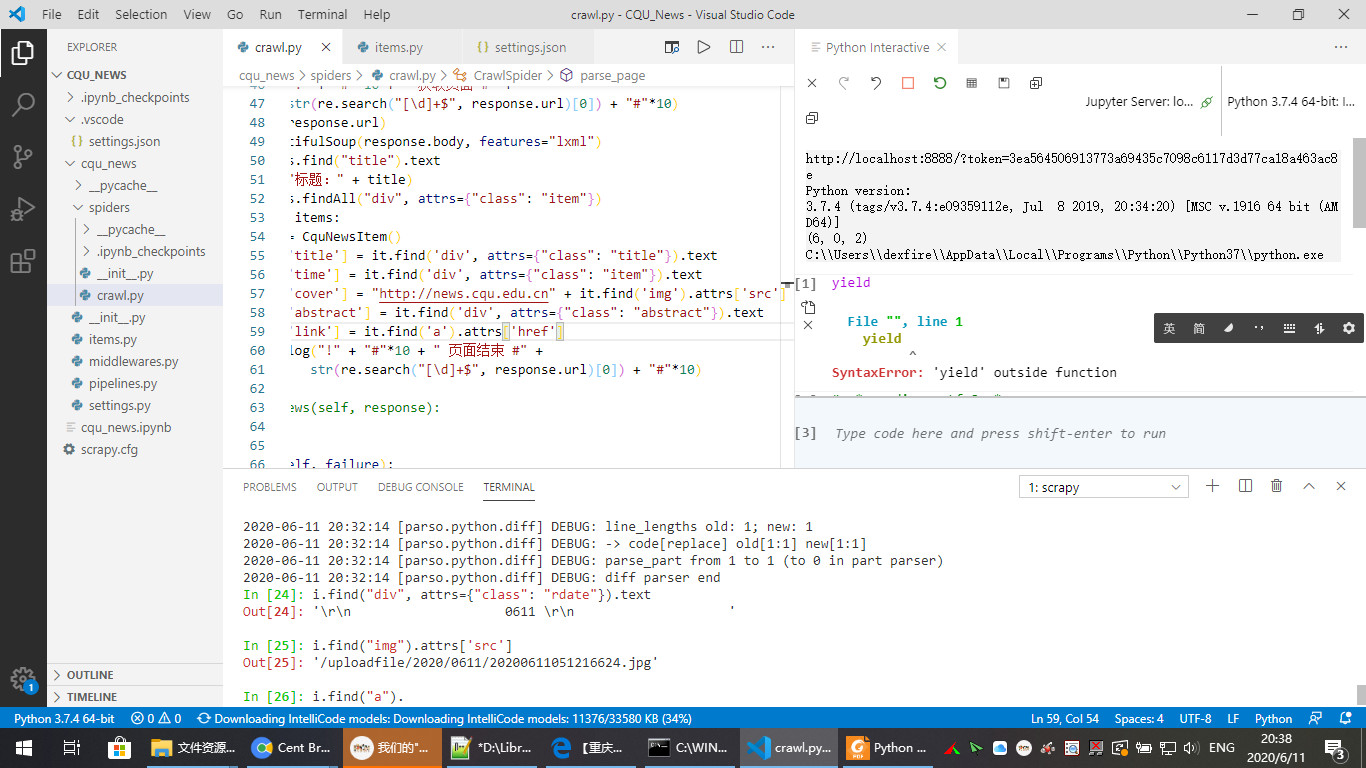 File Edit Selection View Go Run Terminal Help
crawl.py - CQU_News - Visual Studio Code
EXPLORER
CQU_NEWS
.ipynb_checkpoints
.vscode
settings.json
cqu_news
__pycache__
spiders
__pycache__
.ipynb_checkpoints
__init__.py
crawl.py
__init__.py
items.py
middlewares.py
pipelines.py
settings.py
cqu_news.ipynb
scrapy.cfg
OUTLINE
TIMELINE
crawl.py
items.py
settings.json
cqu_news > spiders > crawl.py > CrawlSpider > parse_page
47 str(re.search("[\d]+$", response.url)[0]) + "#"*10)
48 response.url)
49 tifulSoup(response.body, features="lxml")
50 s.find("title").text
51 "标题: " + title)
52 s.findAll("div", attrs={"class": "item"})
53 items:
54 = CquNewsItem()
55 'title'] = it.find('div', attrs={"class": "title"}).text
56 'time'] = it.find('div', attrs={"class": "item"}).text
57 'cover'] = "http://news.cqu.edu.cn" + it.find('img').attrs['src']
58 'abstract'] = it.find('div', attrs={"class": "abstract"}).text
59 'link'] = it.find('a').attrs['href']
60 log("!" + "#"*10 + " 页面结束 #" +
61 str(re.search("[\d]+$", response.url)[0]) + "#"*10)
62
63 ews(self, response):
64
65
66 elf, failure):
Python Interactive
Jupyter Server: lo...
Python 3.7.4 64-bit: I...
http://localhost:8888/?token=3ea564506913773a69435c7098c6117d3d77ca18a463ac8
e
Python version:
3.7.4 (tags/v3.7.4:e09359112e, Jul 8 2019, 20:34:20) [MSC v.1916 64 bit (AM
D64)]
(6, 0, 2)
C:\\Users\\dexfire\\AppData\\Local\\Programs\\Python\\Python37\\python.exe
[1] yield
File "", line 1
yield
^
SyntaxError: 'yield' outside function
英 简
[3] Type code here and press shift-enter to run
PROBLEMS OUTPUT DEBUG CONSOLE TERMINAL
1: scrapy
2020-06-11 20:32:14 [parso.python.diff] DEBUG: line_lengths old: 1; new: 1
2020-06-11 20:32:14 [parso.python.diff] DEBUG: -> code[replace] old[1:1] new[1:1]
2020-06-11 20:32:14 [parso.python.diff] DEBUG: parse_part from 1 to 1 (to 0 in part parser)
2020-06-11 20:32:14 [parso.python.diff] DEBUG: diff parser end
In [24]: i.find("div", attrs={"class": "rdate"}).text
Out[24]: '\r\n 0611 \r\n '
In [25]: i.find("img").attrs['src']
Out[25]: '/uploadfile/2020/0611/20200611051216624.jpg'
In [26]: i.find("a").
1
Python 3.7.4 64-bit 0 0 Downloading IntelliCode models: Downloading IntelliCode models: 11376/33580 KB (34%)
Ln 59, Col 54 Spaces: 4 UTF-8 LF Python
文件资源... Cent Br... 我们的"... *D:\Libr... 【重庆... C:\WIN... crawl.py... Python ...
ENG
20:38
2020/6/11
3